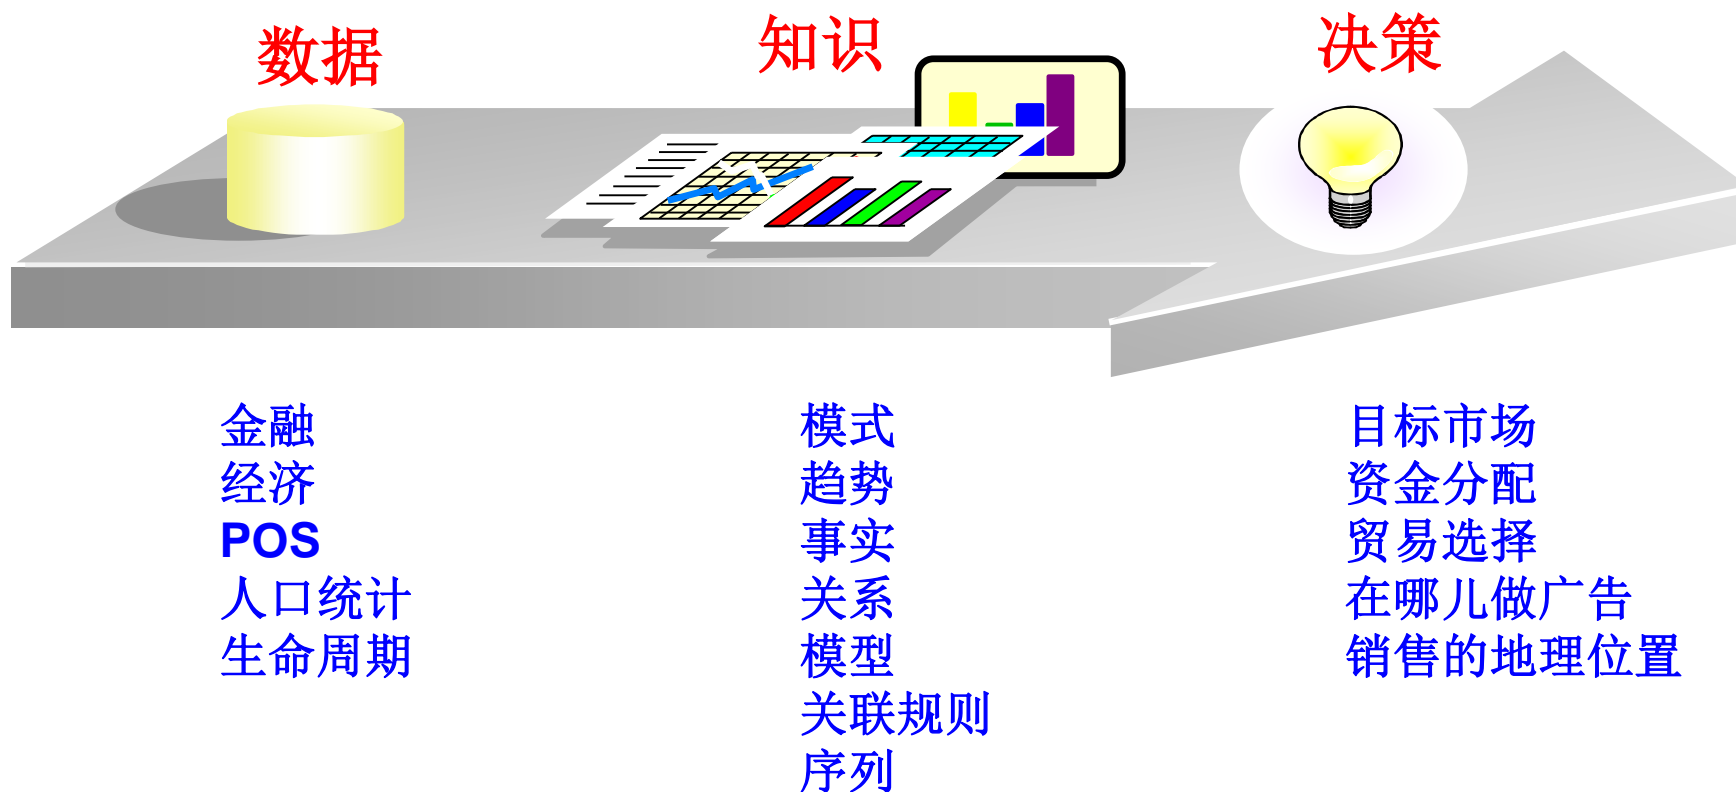 数据
知识
决策
金融
经济
POS
人口统计
生命周期
模式
趋势
事实
关系
模型
关联规则
序列
目标市场
资金分配
贸易选择
在哪儿做广告
销售的地理位置